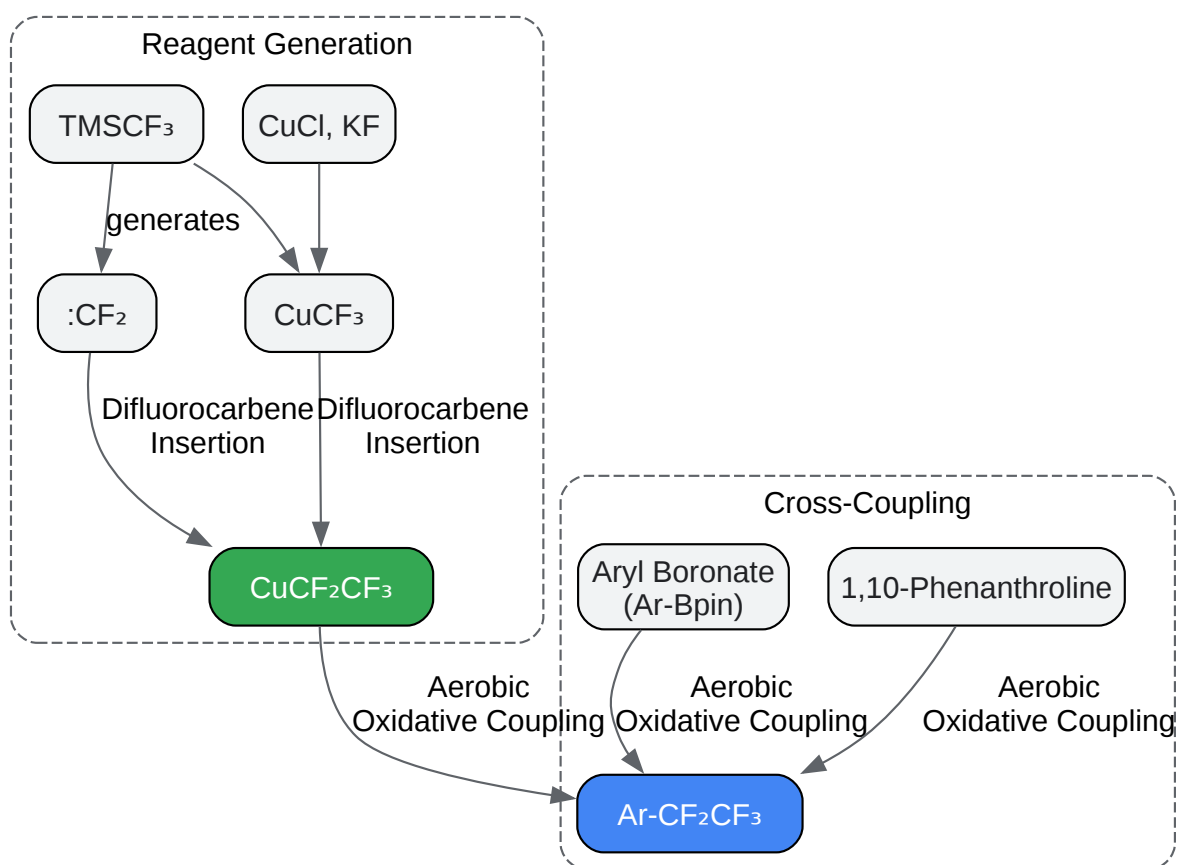 Reagent Generation
TMSCF₃
CuCl, KF
generates
:CF₂
CuCF₃
Difluorocarbene
Insertion
Difluorocarbene
Insertion
CuCF₂CF₃
Cross-Coupling
Aryl Boronate
(Ar-Bpin)
1,10-Phenanthroline
Aerobic
Oxidative Coupling
Aerobic
Oxidative Coupling
Aerobic
Oxidative Coupling
Ar-CF₂CF₃